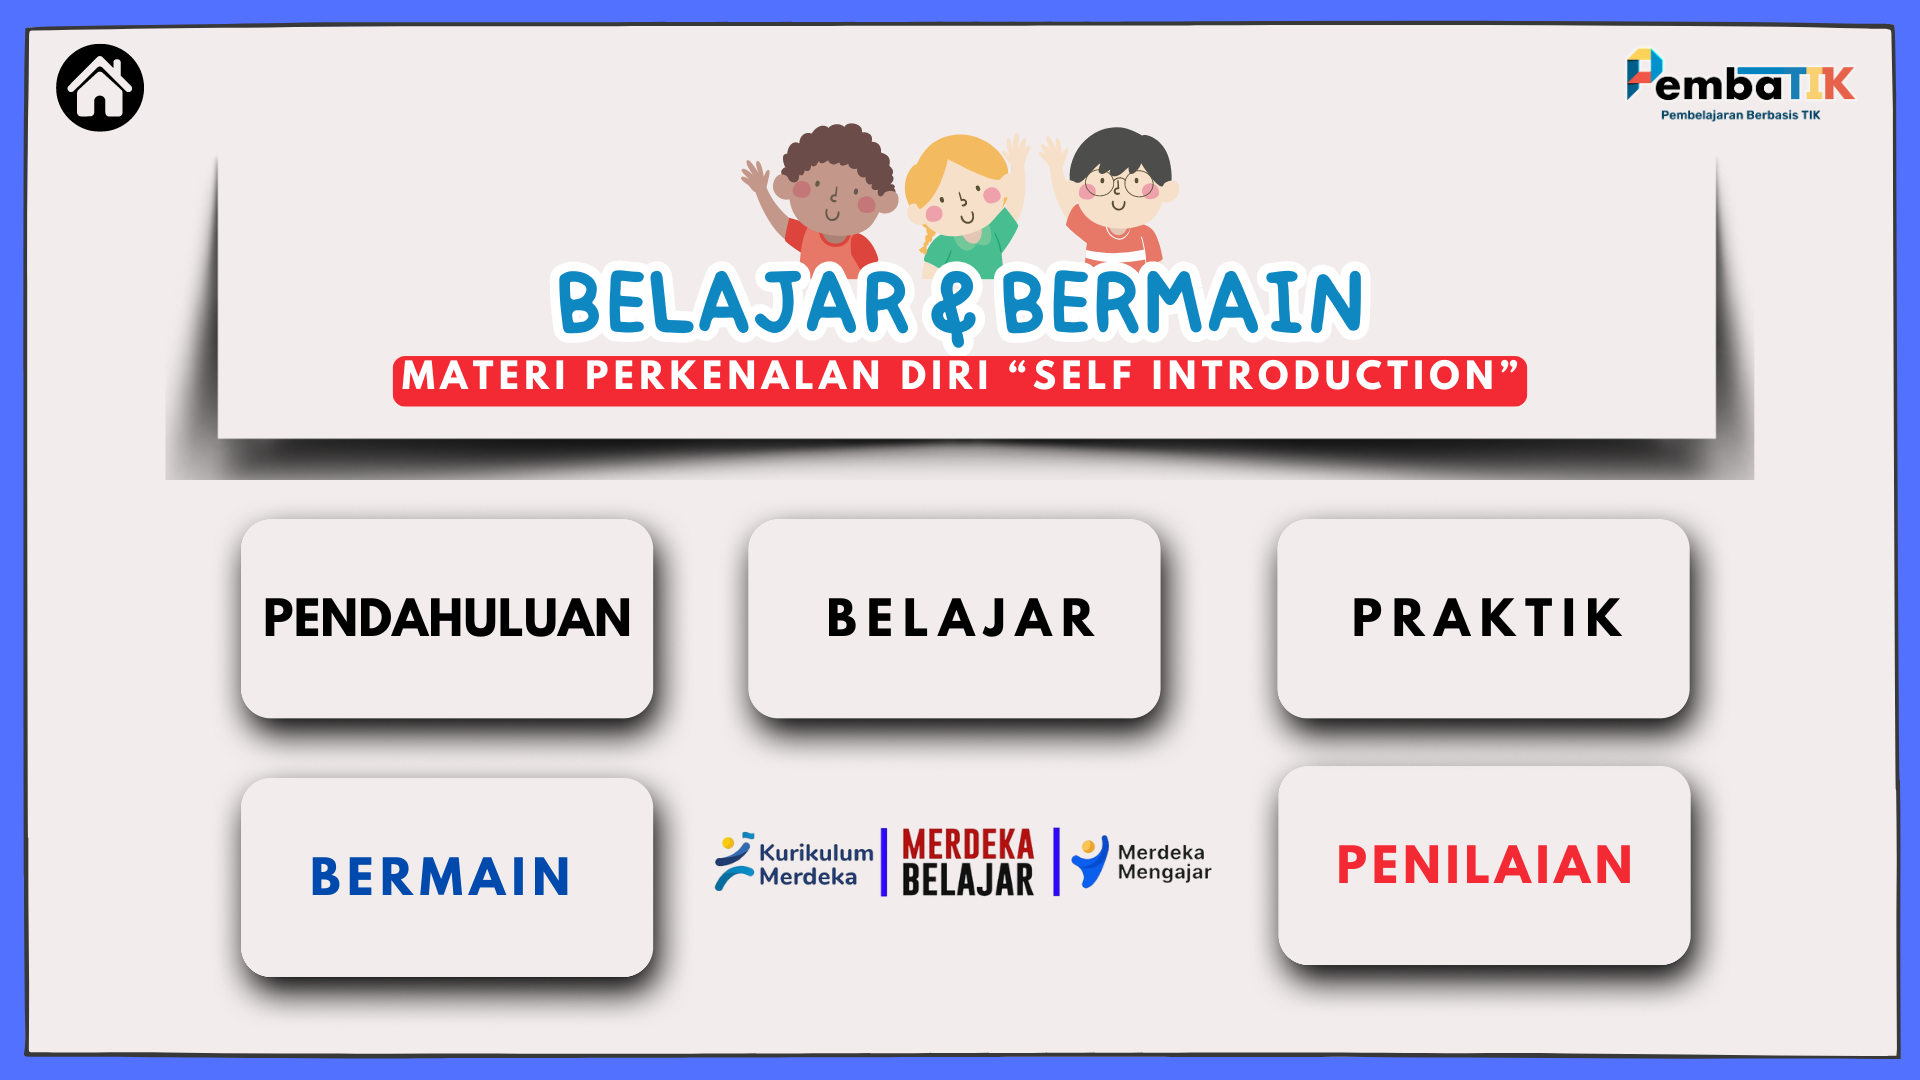 PembaTIK
Pembelajaran Berbasis TIK
BELAJAR & BERMAIN
MATERI PERKENALAN DIRI “SELF INTRODUCTION”
PENDAHULUAN
BELAJAR
PRAKTIK
BERMAIN
Kurikulum
Merdeka
MERDEKA
BELAJAR
Merdeka
Mengajar
PENILAIAN